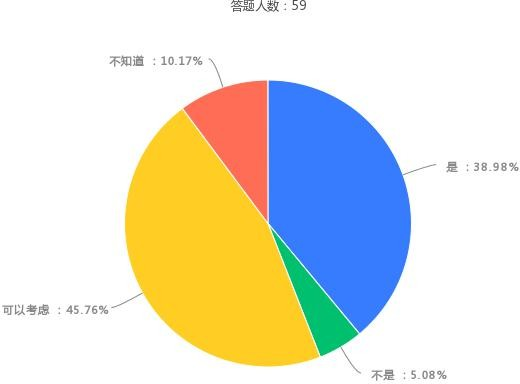 答题人数：59
不知道 ：10.17%
是 ：38.98%
可以考虑 ：45.76%
不是 ：5.08%